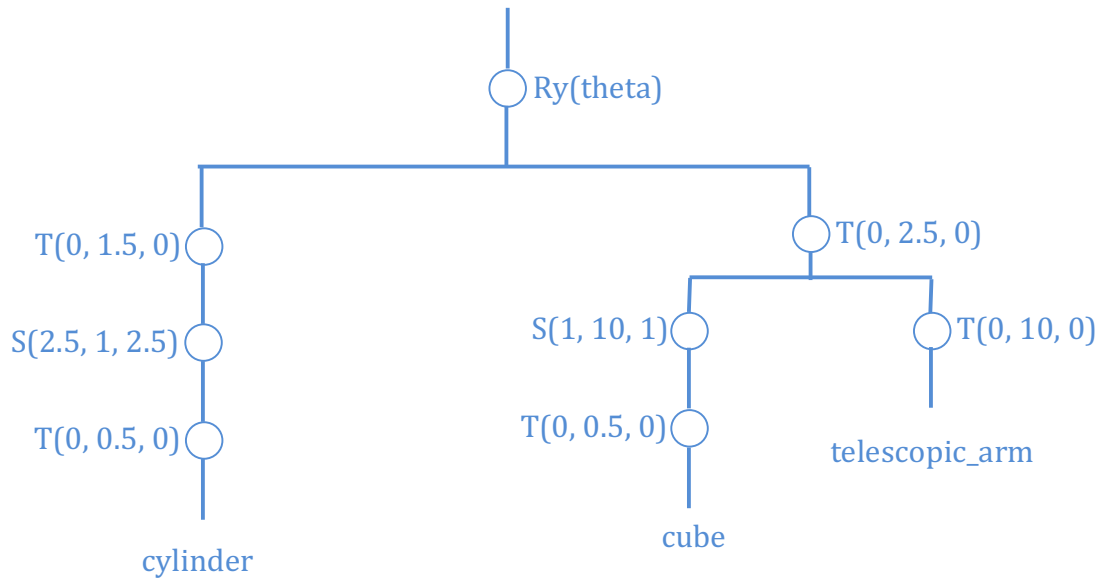 Ry(theta)
T(0, 1.5, 0)
T(0, 2.5, 0)
S(2.5, 1, 2.5)
S(1, 10, 1)
T(0, 10, 0)
T(0, 0.5, 0)
T(0, 0.5, 0)
telescopic_arm
cylinder
cube